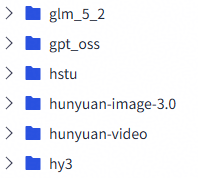 glm_5_2
gpt_oss
hstu
hunyuan-image-3.0
hunyuan-video
hy3